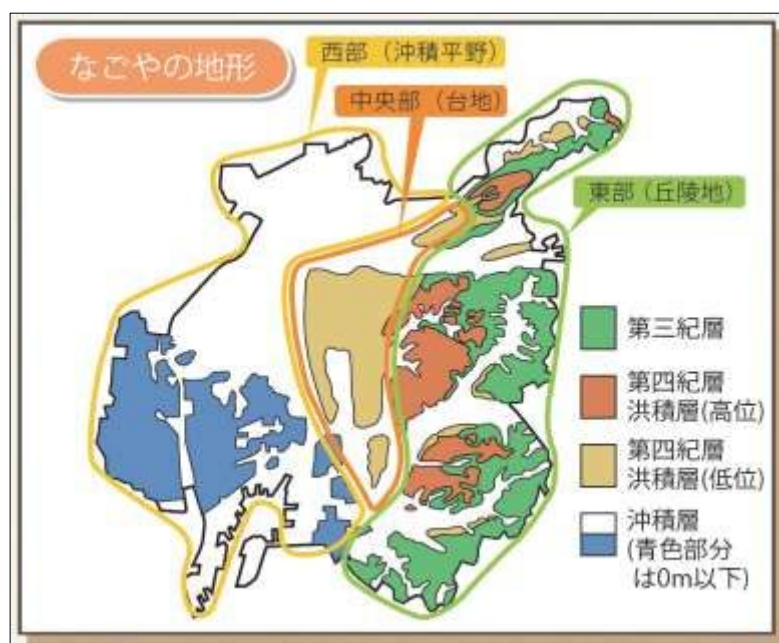 なごやの地形
西部（沖積平野）
中央部（台地）
東部（丘陵地）
第三紀層
第四紀層
洪積層(高位)
第四紀層
洪積層(低位)
沖積層
(青色部分
は0m以下)